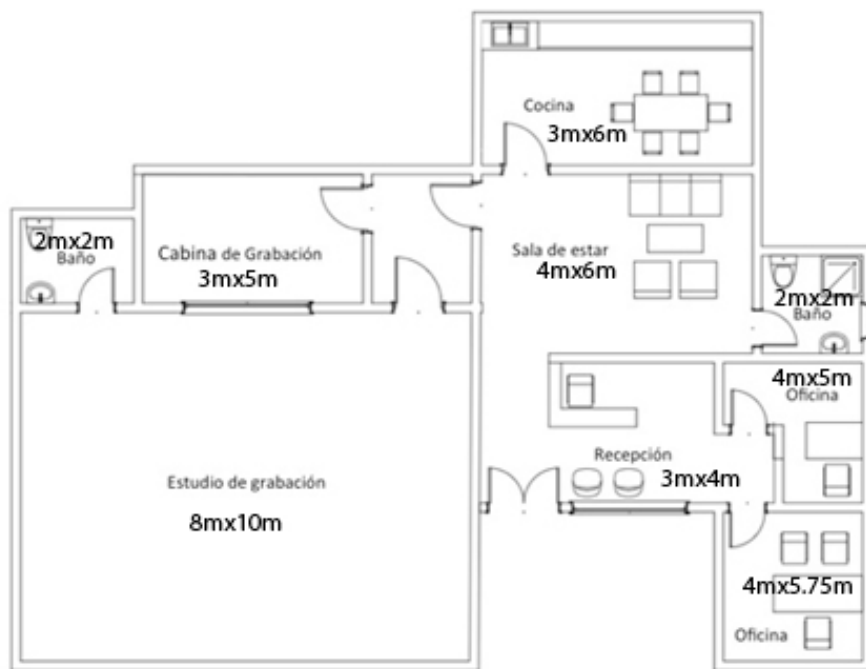 Cocina
3mx6m
2mx2m
Baño
Cabina de Grabación
3mx5m
Sala de estar
4mx6m
2mx2m
Baño
4mx5m
Oficina
Recepción
3mx4m
Estudio de grabación
8mx10m
4mx5.75m
Oficina